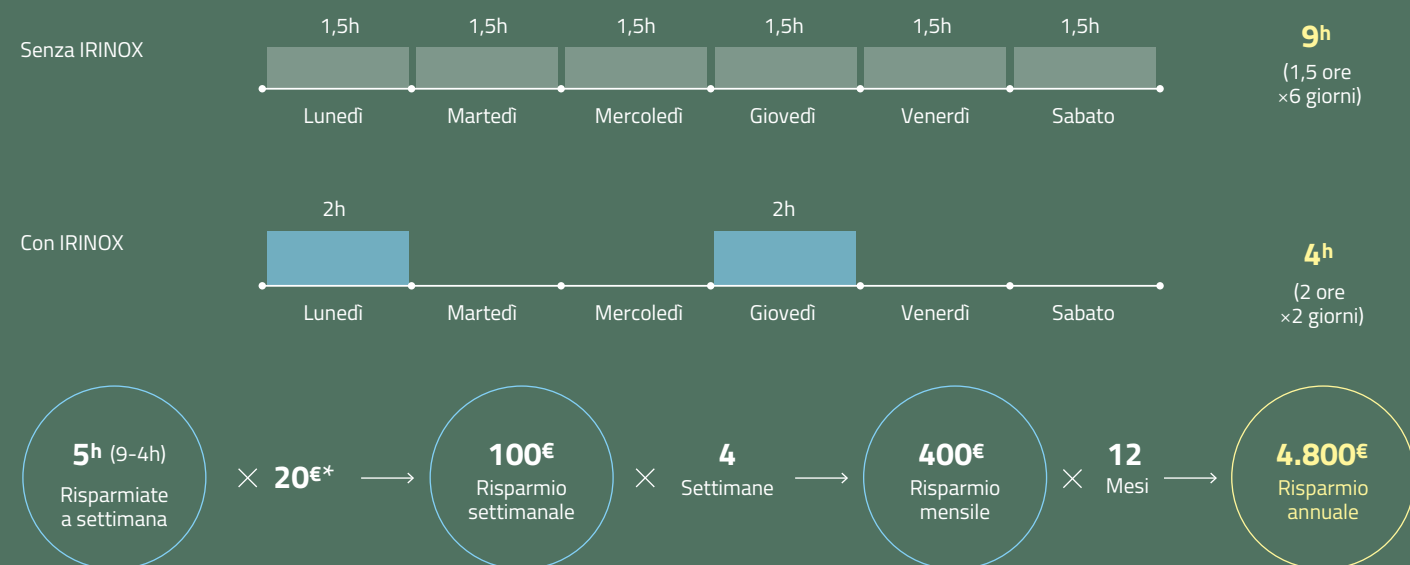 1,5h 1,5h 1,5h 1,5h 1,5h 1,5h
Senza IRINOX
Lunedì Martedì Mercoledì Giovedì Venerdì Sabato
9h
(1,5 ore
×6 giorni)
2h 2h
Con IRINOX
Lunedì Martedì Mercoledì Giovedì Venerdì Sabato
4h
(2 ore
×2 giorni)
5h (9-4h)
Risparmiate
a settimana
× 20€*
100€
Risparmio
settimanale
× 4
Settimane
400€
Risparmio
mensile
× 12
Mesi
4.800€
Risparmio
annuale